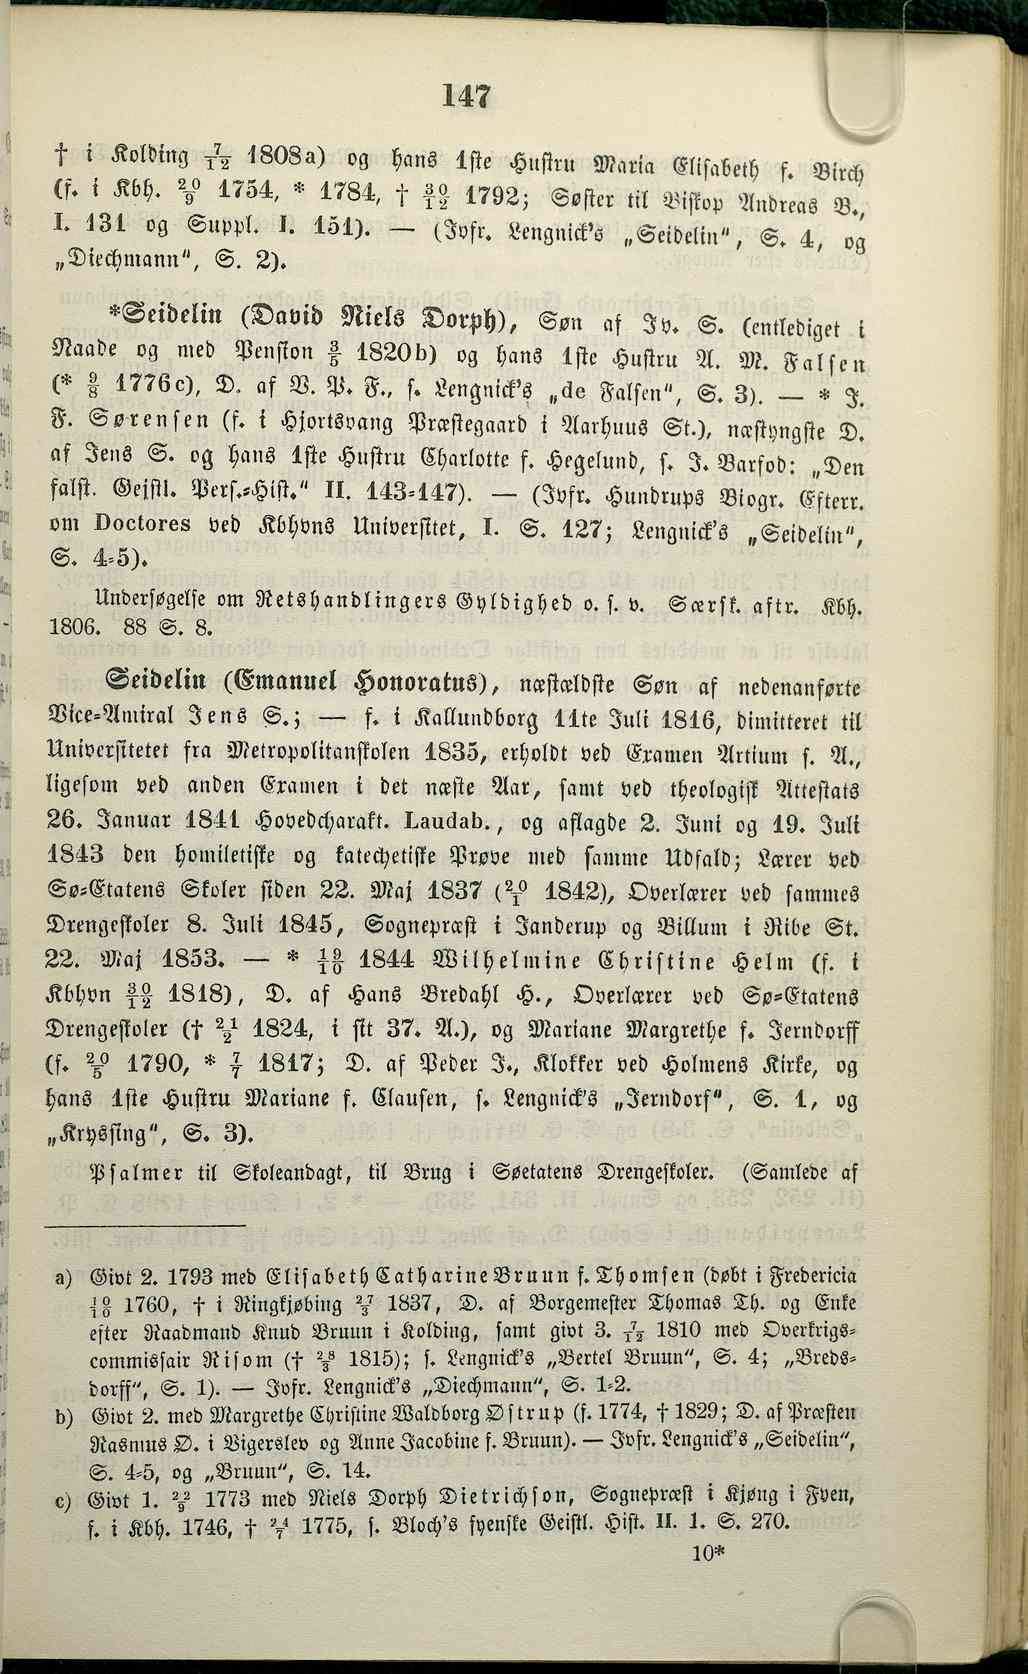 147
† i Kolding 7/12 1808a) og hans 1ste Hustru Maria Elisabeth f. Birch
(f. i Kbh. 20/9 1754, * 1784, † 30/12 1792; Søster til Biskop Andreas B.,
I. 131 og Suppl. I. 151). — (Jvfr. Lengnick's „Seidelin“, S. 4, og
„Diechmann“, S. 2).
*Seidelin (David Niels Dorph), Søn af Jv. S. (entlediget i
Naade og med Pension 3/5 1820b) og hans 1ste Hustru A. M. Falsen
(* 9/8 1776c), D. af V. P. F., s. Lengnick's „de Falsen“, S. 3). — * J.
F. Sørensen (f. i Hjortsvang Præstegaard i Aarhuus St.), næstyngste D.
af Jens S. og hans 1ste Hustru Charlotte f. Hegelund, s. J. Barfod: „Den
falst. Geistl. Pers.-Hist.“ II. 143-147). — (Jvfr. Hundrups Biogr. Efterr.
om Doctores ved Kbhvns Universitet, I. S. 127; Lengnick's „Seidelin“,
S. 4-5).
Undersøgelse om Retshandlingers Gyldighed o. s. v. Særsk. aftr. Kbh.
1806. 88 S. 8.
Seidelin (Emanuel Honoratus), næstældste Søn af nedenanførte
Vice-Amiral Jens S.; — f. i Kallundborg 11te Juli 1816, dimitteret til
Universitetet fra Metropolitanskolen 1835, erholdt ved Examen Artium s. A.,
ligesom ved anden Examen i det næste Aar, samt ved theologisk Attestats
26. Januar 1841 Hovedcharakt. Laudab., og aflagde 2. Juni og 19. Juli
1843 den homiletiske og katechetiske Prøve med samme Udfald; Lærer ved
Sø-Etatens Skoler siden 22. Maj 1837 (20/1 1842), Overlærer ved sammes
Drengeskoler 8. Juli 1845, Sognepræst i Janderup og Billum i Ribe St.
22. Maj 1853. — * 19/10 1844 Wilhelmine Christine Helm (f. i
Kbhvn 30/12 1818), D. af Hans Bredahl H., Overlærer ved Sø-Etatens
Drengeskoler († 21/2 1824, i sit 37. A.), og Mariane Margrethe f. Jerndorff
(f. 20/5 1790, * 7/7 1817; D. af Peder J., Klokker ved Holmens Kirke, og
hans 1ste Hustru Mariane f. Clausen, s. Lengnick's „Jerndorf“, S. 1, og
„Kryssing“, S. 3).
Psalmer til Skoleandagt, til Brug i Søetatens Drengeskoler. (Samlede af
a) Givt 2. 1793 med Elisabeth Catharine Bruun f. Thomsen (døbt i Fredericia
10/10 1760, † i Ringkjøbing 27/3 1837, D. af Borgemester Thomas Th. og Enke
efter Raadmand Knud Bruun i Kolding, samt givt 3. 7/12 1810 med Overkrigs-
commissair Risom († 28/3 1815); s. Lengnick's „Bertel Bruun“, S. 4; „Breds-
dorff“, S. 1). — Jvfr. Lengnick's „Diechmann“, S. 1-2.
b) Givt 2. med Margrethe Christine Waldborg Østrup (f. 1774, † 1829; D. af Præsten
Rasmus Ø. i Vigerslev og Anne Jacobine f. Bruun). — Jvfr. Lengnick's „Seidelin“,
S. 4-5, og „Bruun“, S. 14.
c) Givt 1. 22/9 1773 med Niels Dorph Dietrichson, Sognepræst i Kjøng i Fyen,
f. i Kbh. 1746, † 24/7 1775, s. Bloch's fyenske Geistl. Hist. II. 1. S. 270.
10*